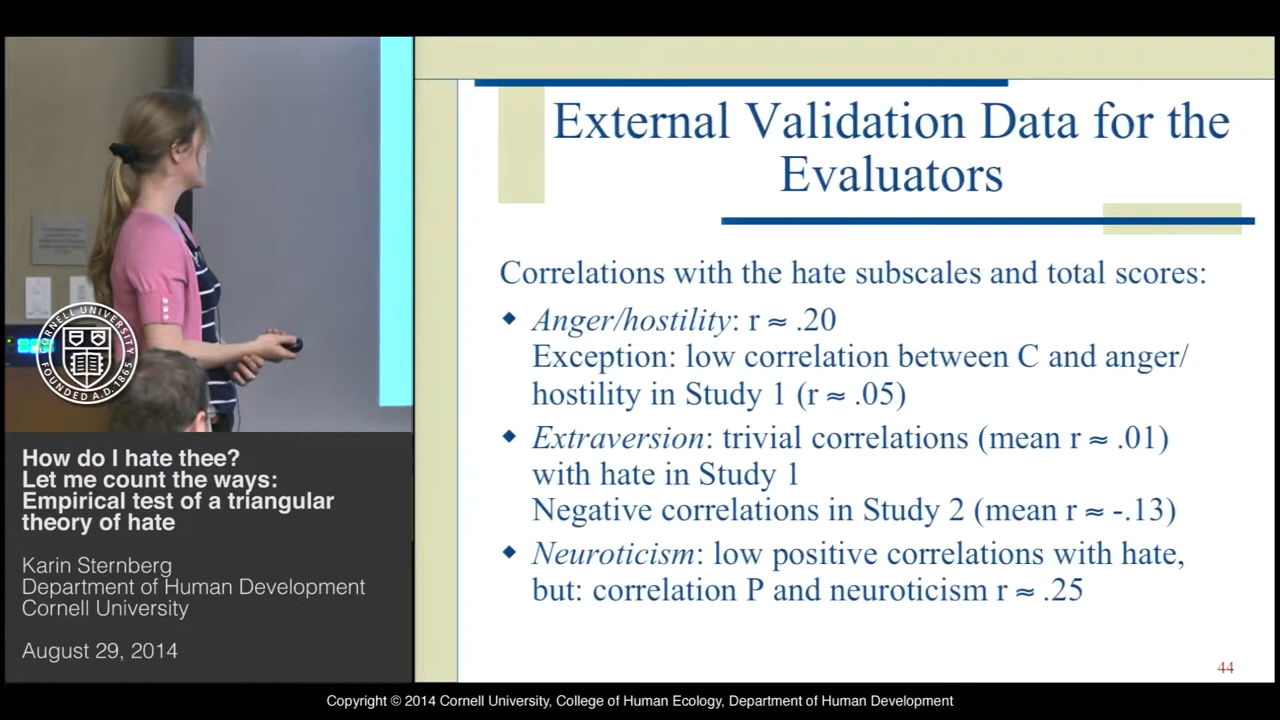 External Validation Data for the
Evaluators
Correlations with the hate subscales and total scores:
Anger/hostility: r ≈ .20
Exception: low correlation between C and anger/
hostility in Study 1 (r ≈ .05)
Extraversion: trivial correlations (mean r ≈ .01)
with hate in Study 1
Negative correlations in Study 2 (mean r ≈ -.13)
Neuroticism: low positive correlations with hate,
but: correlation P and neuroticism r ≈ .25
44
CORNELL UNIVERSITY
FOUNDED A.D. 1865
How do I hate thee?
Let me count the ways:
Empirical test of a triangular
theory of hate
Karin Sternberg
Department of Human Development
Cornell University
August 29, 2014
Copyright © 2014 Cornell University, College of Human Ecology, Department of Human Development